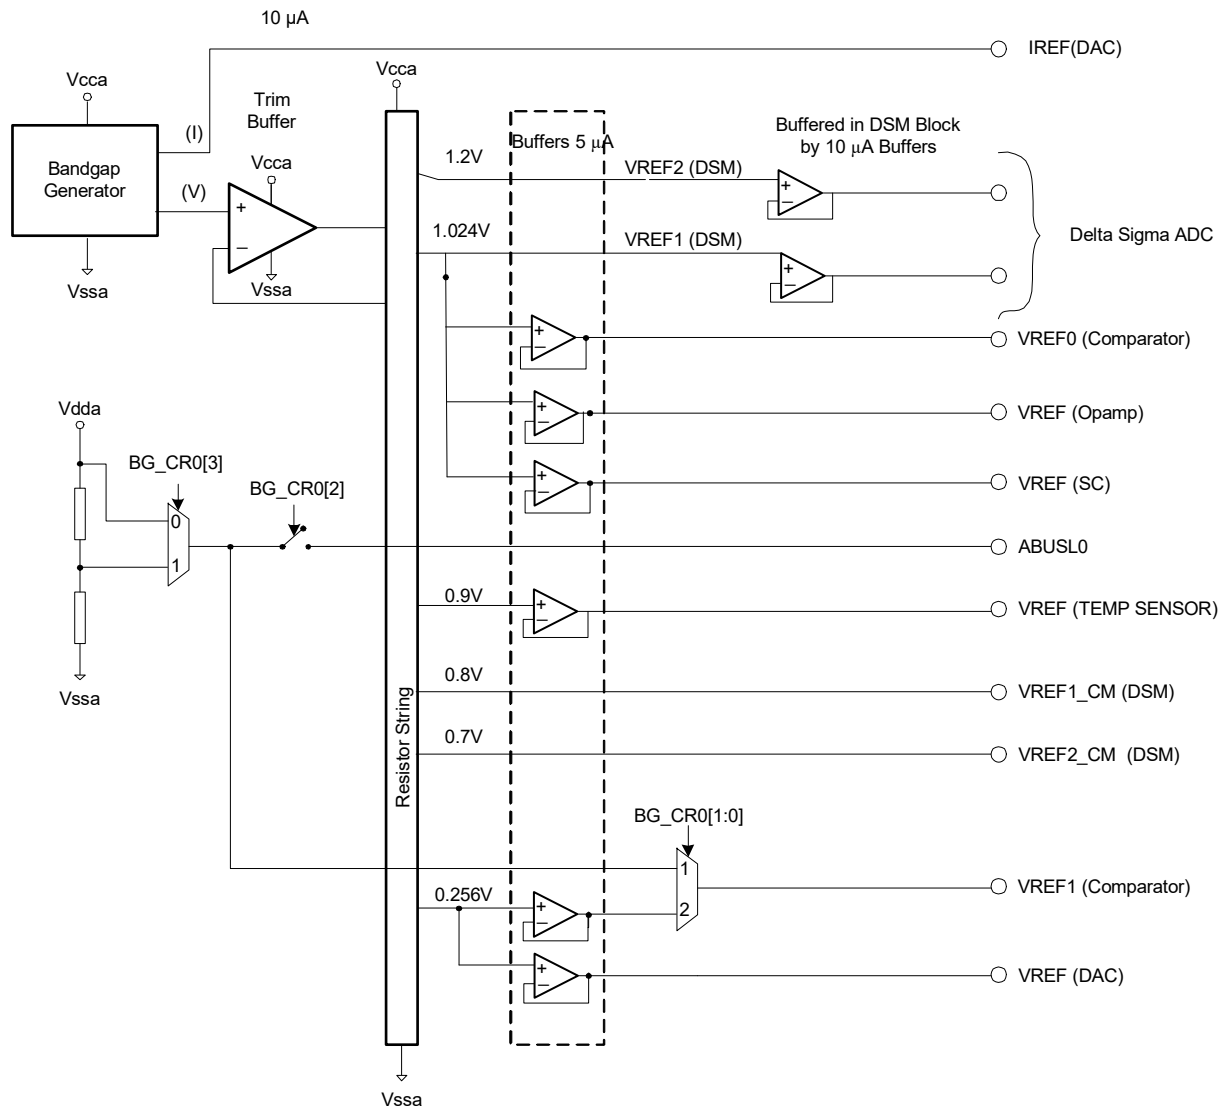 10 µA
IREF(DAC)
Vcca
Vcca
Trim
Buffer
(I)
Bandgap
Generator
Vcca
(V)
+
−
Vssa
Vssa
Buffers 5 µA
Buffered in DSM Block
by 10 µA Buffers
1.2V
VREF2 (DSM)
+
−
1.024V
VREF1 (DSM)
+
−
Delta Sigma ADC
+
−
VREF0 (Comparator)
Vdda
+
−
VREF (Opamp)
BG_CR0[3]
BG_CR0[2]
+
−
VREF (SC)
0
1
ABUSL0
0.9V
+
−
VREF (TEMP SENSOR)
Vssa
0.8V
VREF1_CM (DSM)
Resistor String
0.7V
VREF2_CM (DSM)
BG_CR0[1:0]
1
2
VREF1 (Comparator)
0.256V
+
−
+
−
VREF (DAC)
Vssa